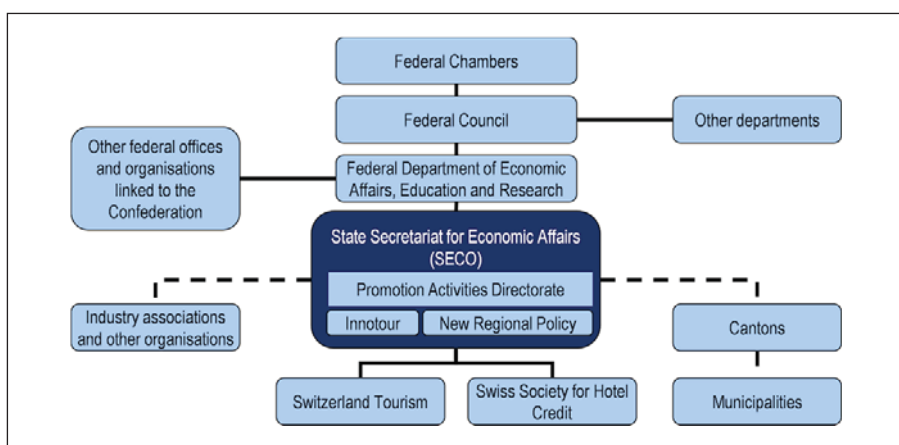 Federal Chambers
Federal Council
Other departments
Other federal offices
and organisations
linked to the
Confederation
Federal Department of Economic
Affairs, Education and Research
State Secretariat for Economic Affairs
(SECO)
Promotion Activities Directorate
Innotour
New Regional Policy
Industry associations
and other organisations
Cantons
Switzerland Tourism
Swiss Society for Hotel
Credit
Municipalities